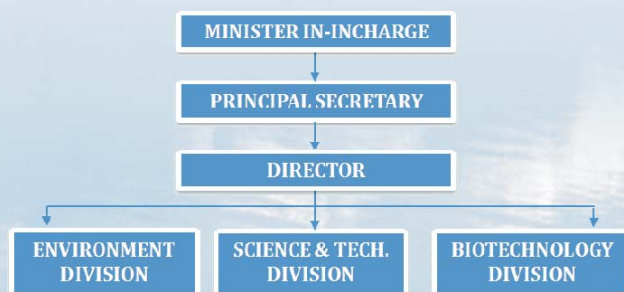 MINISTER IN-INCHARGE
PRINCIPAL SECRETARY
DIRECTOR
ENVIRONMENT
DIVISION
SCIENCE & TECH.
DIVISION
BIOTECHNOLOGY
DIVISION